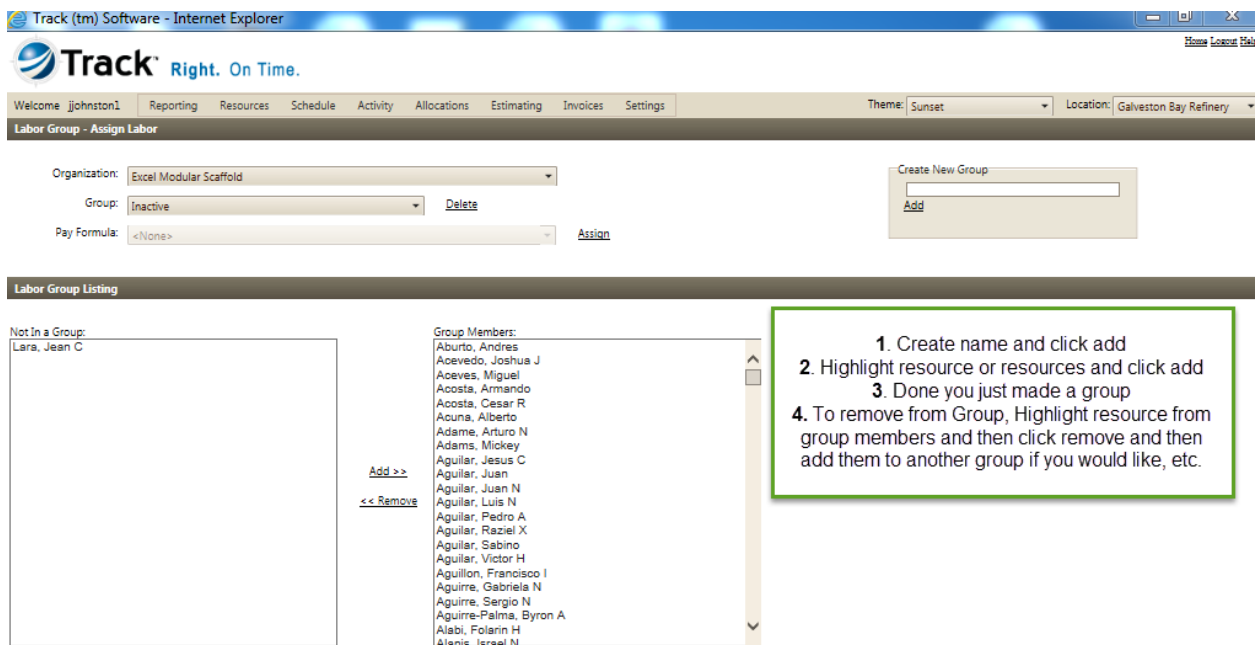 Track (tm) Software - Internet Explorer
Home Logout Help
Track Right. On Time.
Welcome jjohnston1 Reporting Resources Schedule Activity Allocations Estimating Invoices Settings Theme: Sunset Location: Galveston Bay Refinery
Labor Group - Assign Labor
Organization: Excel Modular Scaffold
Create New Group
Group: Inactive Delete
Add
Pay Formula: <None> Assign
Labor Group Listing
Not In a Group:
Lara, Jean C
Add >>
<< Remove
Group Members:
Aburto, Andres
Acevedo, Joshua J
Aceves, Miguel
Acosta, Armando
Acosta, Cesar R
Acuna, Alberto
Adame, Arturo N
Adams, Mickey
Aguilar, Jesus C
Aguilar, Juan
Aguilar, Juan N
Aguilar, Luis N
Aguilar, Pedro A
Aguilar, Raziel X
Aguilar, Sabino
Aguilar, Victor H
Aguillon, Francisco I
Aguirre, Gabriela N
Aguirre, Sergio N
Aguirre-Palma, Byron A
Alabi, Folarin H
Alanis, Israel N
1. Create name and click add
2. Highlight resource or resources and click add
3. Done you just made a group
4. To remove from Group, Highlight resource from
group members and then click remove and then
add them to another group if you would like, etc.